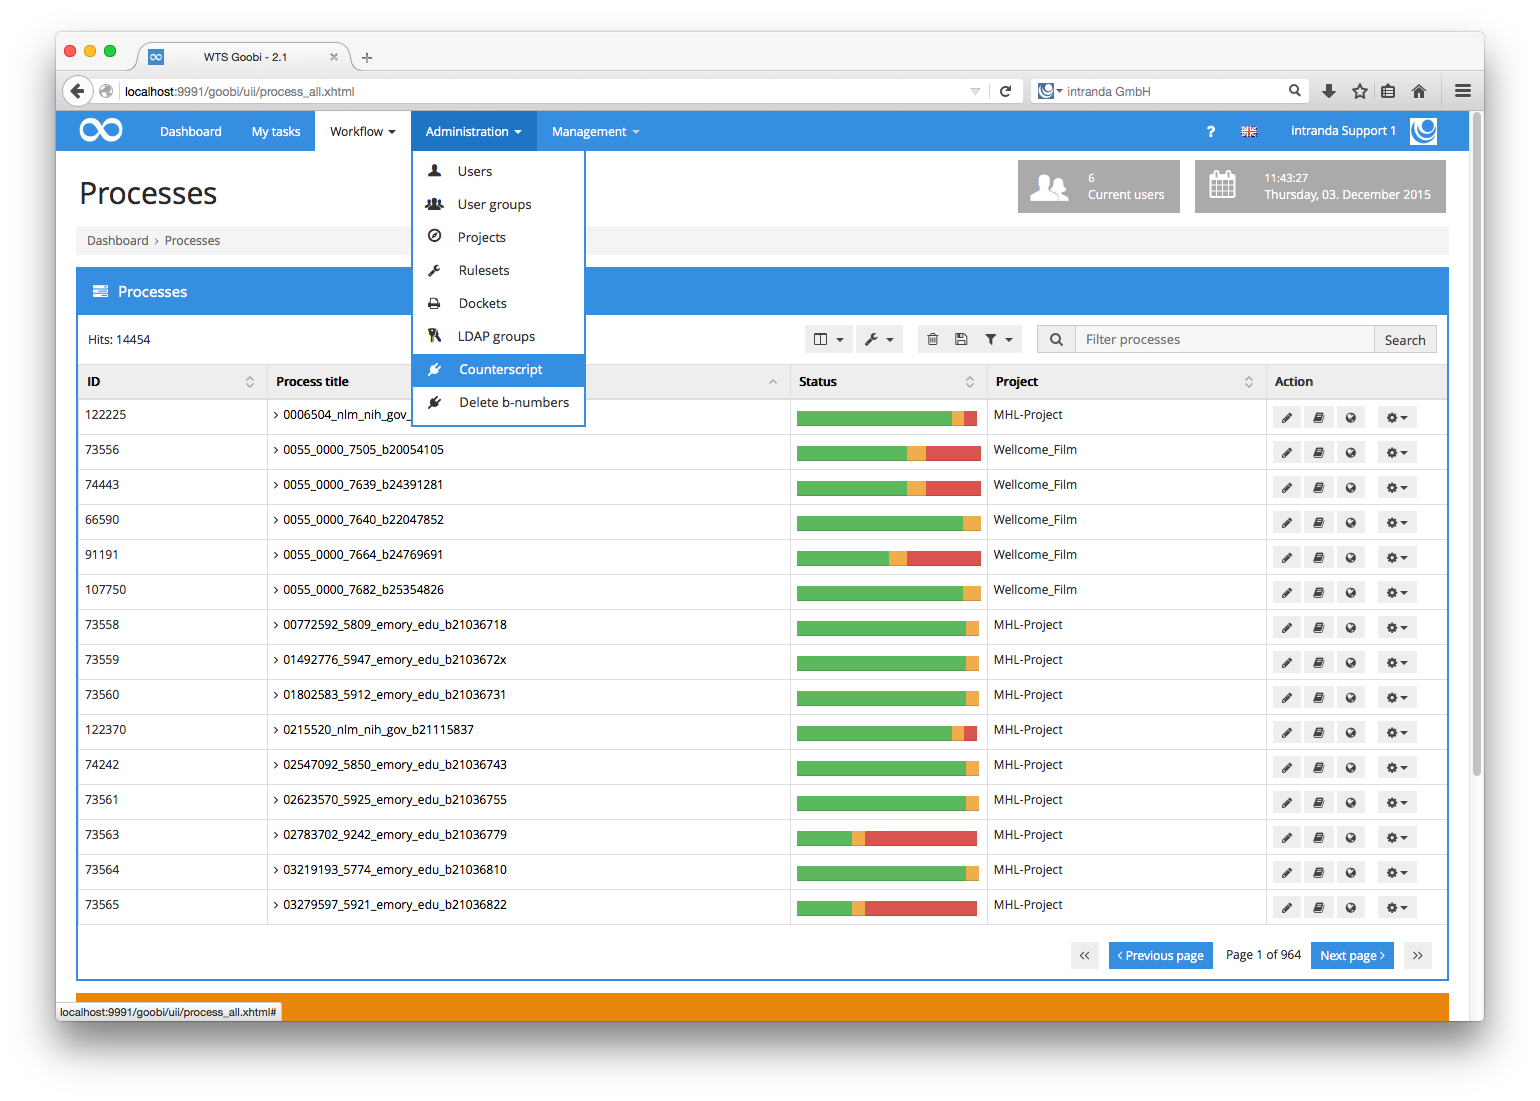 WTS Goobi - 2.1
localhost:9991/goobi/uii/process_all.xhtml
intranda GmbH
Dashboard My tasks Workflow Administration Management ? intranda Support 1
Users
User groups
Projects
Rulesets
Dockets
LDAP groups
Counterscript
Delete b-numbers
Processes
6
Current users
11:43:27
Thursday, 03. December 2015
Dashboard › Processes
Processes
Hits: 14454
Filter processes Search
ID Process title Status Project Action
122225 0006504_nlm_nih_gov_ MHL-Project
73556 0055_0000_7505_b20054105 Wellcome_Film
74443 0055_0000_7639_b24391281 Wellcome_Film
66590 0055_0000_7640_b22047852 Wellcome_Film
91191 0055_0000_7664_b24769691 Wellcome_Film
107750 0055_0000_7682_b25354826 Wellcome_Film
73558 00772592_5809_emory_edu_b21036718 MHL-Project
73559 01492776_5947_emory_edu_b2103672x MHL-Project
73560 01802583_5912_emory_edu_b21036731 MHL-Project
122370 0215520_nlm_nih_gov_b21115837 MHL-Project
74242 02547092_5850_emory_edu_b21036743 MHL-Project
73561 02623570_5925_emory_edu_b21036755 MHL-Project
73563 02783702_9242_emory_edu_b21036779 MHL-Project
73564 03219193_5774_emory_edu_b21036810 MHL-Project
73565 03279597_5921_emory_edu_b21036822 MHL-Project
« ‹ Previous page Page 1 of 964 Next page › »
localhost:9991/goobi/uii/process_all.xhtml#